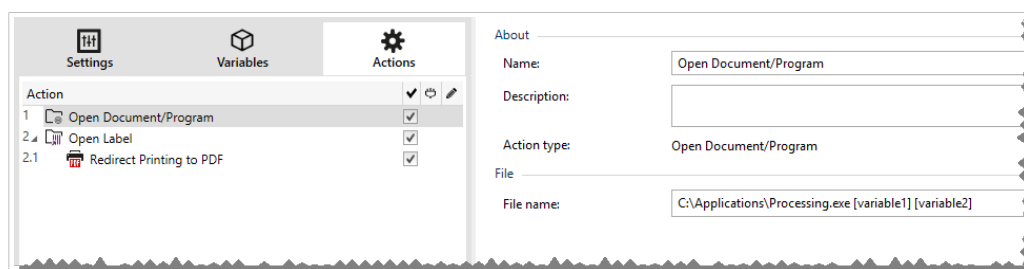 Settings
Variables
Actions
Action
1 Open Document/Program
2 Open Label
2.1 Redirect Printing to PDF
About
Name: Open Document/Program
Description:
Action type: Open Document/Program
File
File name: C:\Applications\Processing.exe [variable1] [variable2]